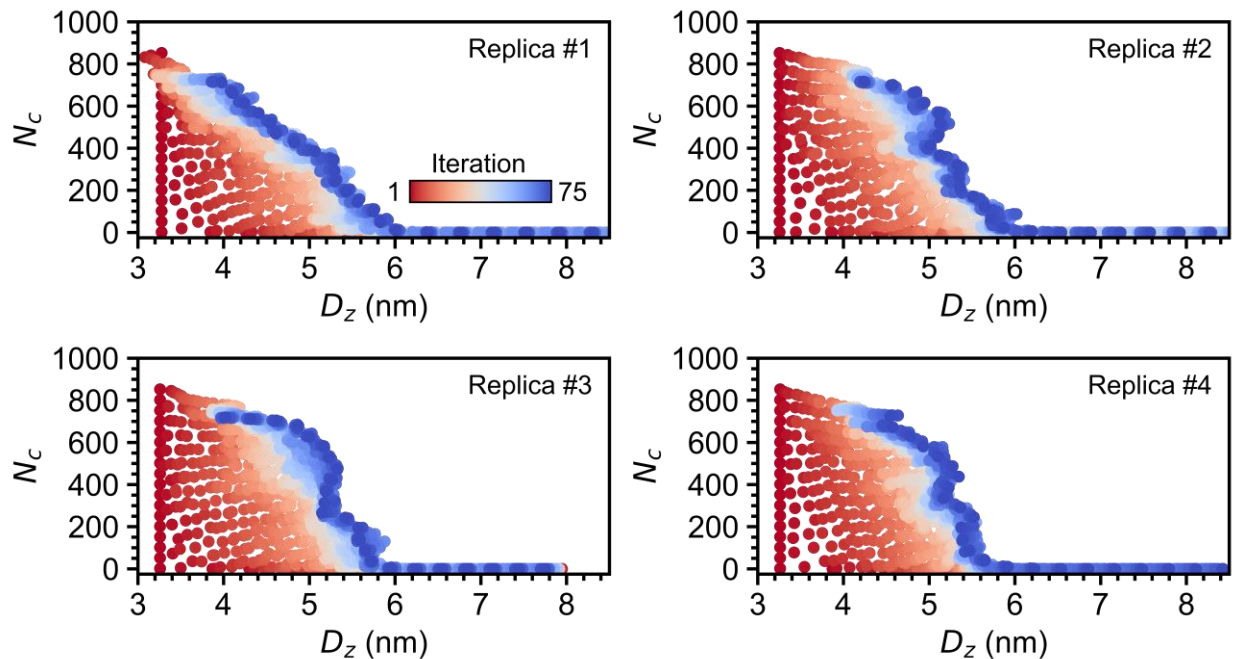 1000
800
600
400
200
0
N_c
Replica #1
Iteration
1
75
3 4 5 6 7 8
D_z (nm)
1000
800
600
400
200
0
N_c
Replica #2
3 4 5 6 7 8
D_z (nm)
1000
800
600
400
200
0
N_c
Replica #3
3 4 5 6 7 8
D_z (nm)
1000
800
600
400
200
0
N_c
Replica #4
3 4 5 6 7 8
D_z (nm)